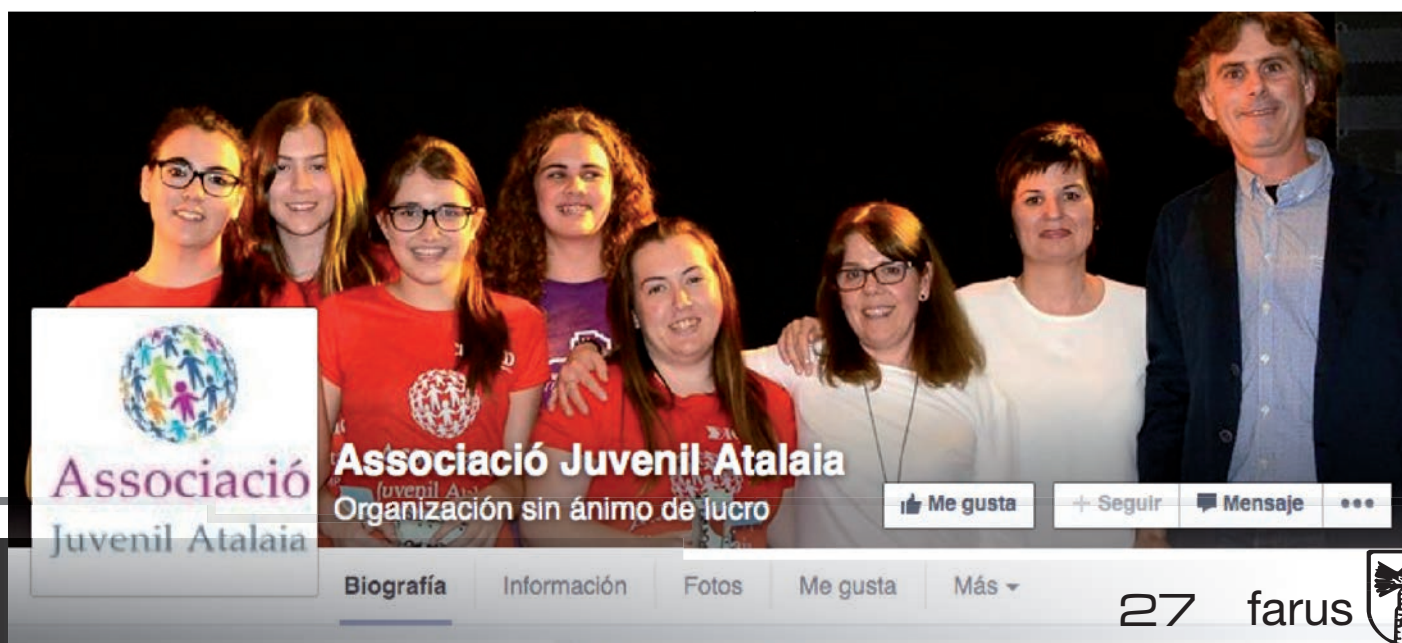 Associació
Juvenil Atalaia
Associació Juvenil Atalaia
Organización sin ánimo de lucro
Me gusta
+ Seguir
Mensaje
Biografía
Información
Fotos
Me gusta
Más
27 farus